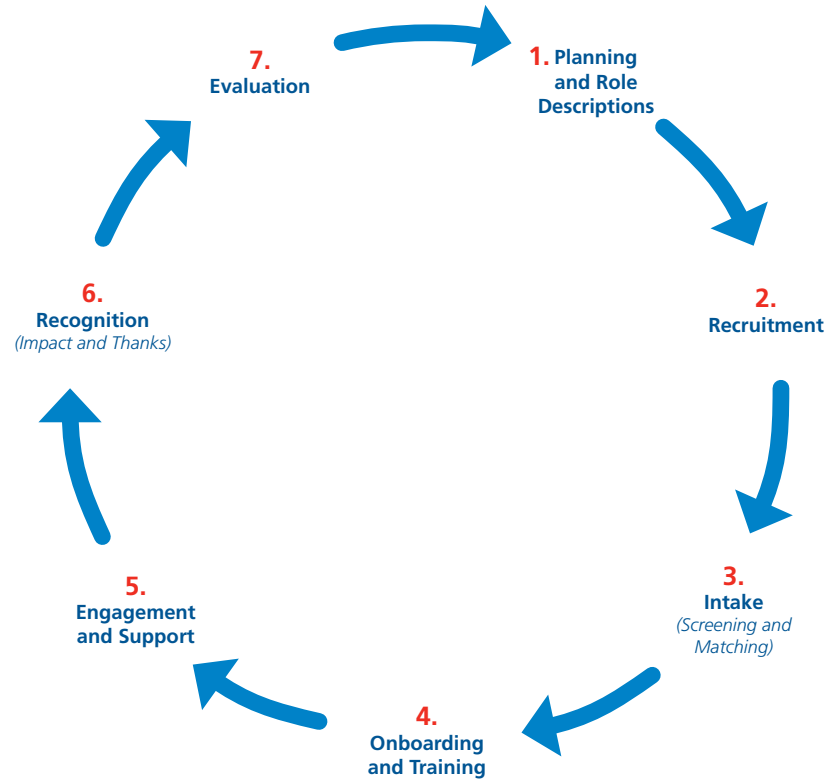 1. Planning
and Role
Descriptions
2.
Recruitment
3.
Intake
(Screening and
Matching)
4.
Onboarding
and Training
5.
Engagement
and Support
6.
Recognition
(Impact and Thanks)
7.
Evaluation